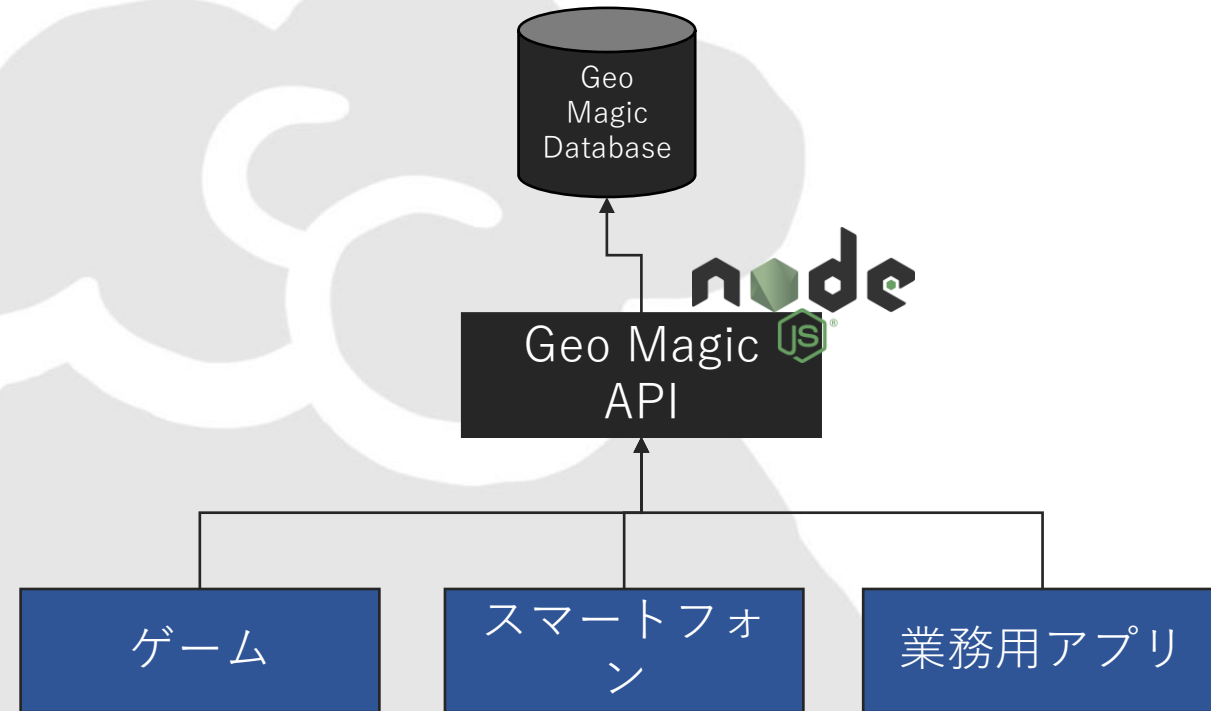 Geo
Magic
Database
node
JS®
Geo Magic
API
ゲーム
スマートフォ
ン
業務用アプリ